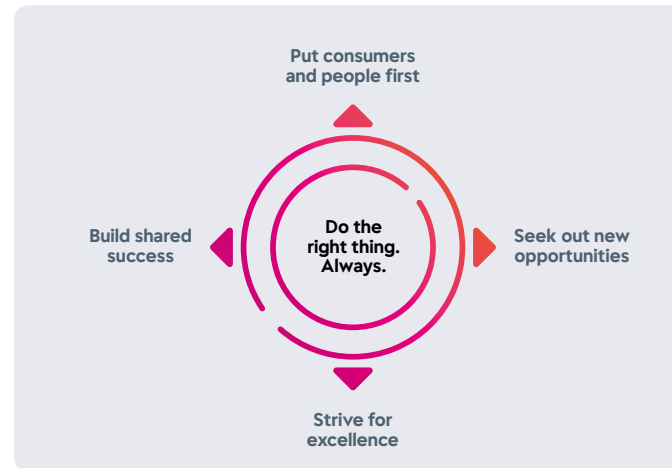 Put consumers
and people first
Build shared
success
Do the
right thing.
Always.
Seek out new
opportunities
Strive for
excellence